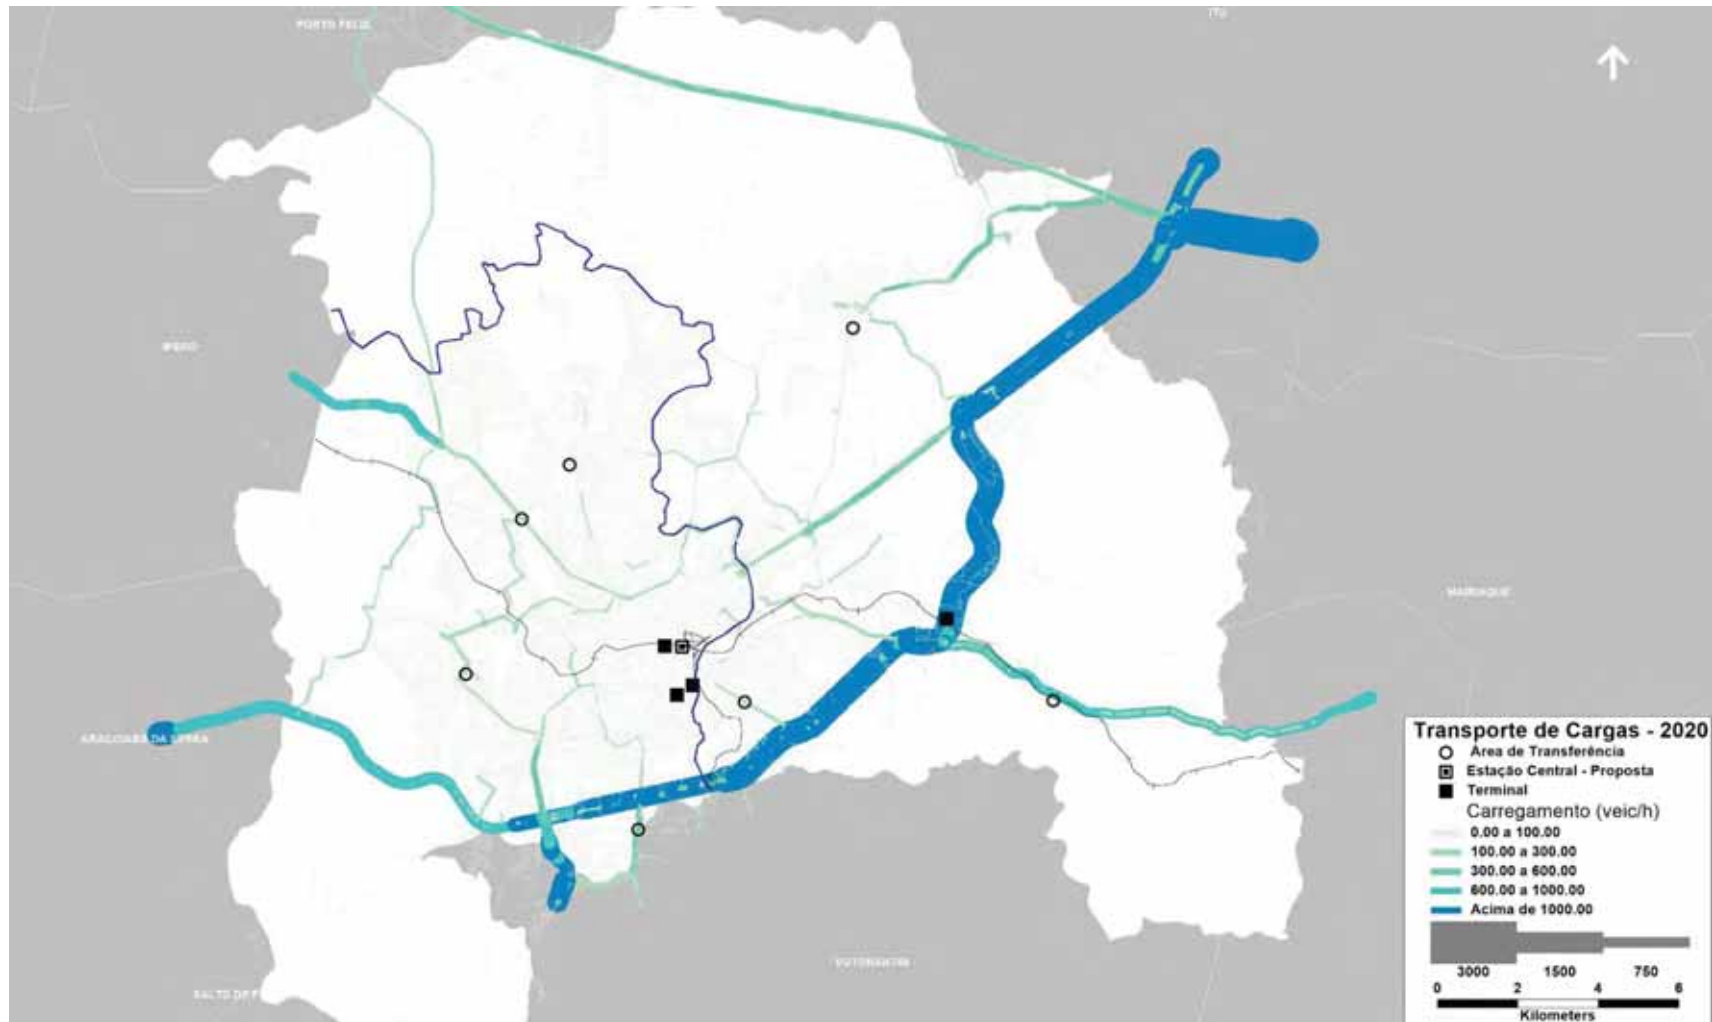 PORTO FELIZ
ITU
IPERÓ
MAIRINQUE
ARAÇOIABA DA SERRA
VOTORANTIM
SALTO DE
Transporte de Cargas - 2020
Área de Transferência
Estação Central - Proposta
Terminal
Carregamento (veic/h)
0.00 a 100.00
100.00 a 300.00
300.00 a 600.00
600.00 a 1000.00
Acima de 1000.00
3000 1500 750
0 2 4 6
Kilometers